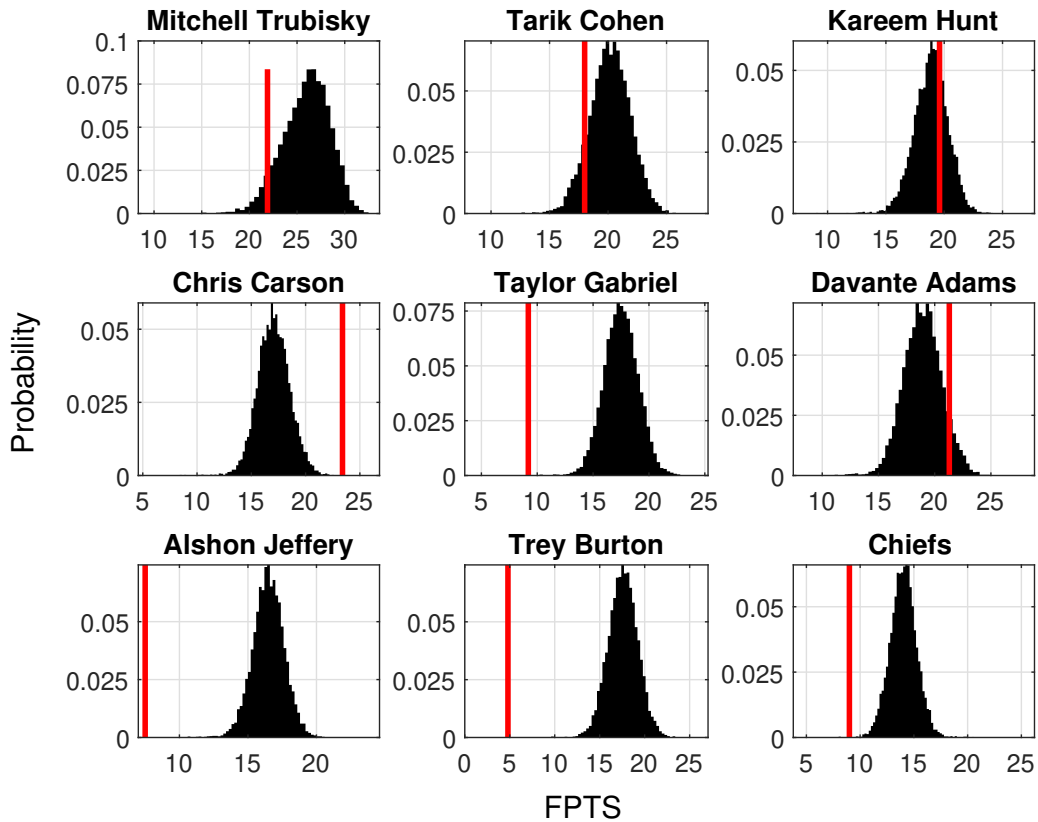 Mitchell Trubisky
Tarik Cohen
Kareem Hunt
0.1
0.075
0.05
0.025
0
10 15 20 25 30
0.05
0.025
0
10 15 20 25
0.05
0.025
0
10 15 20 25
Chris Carson
Taylor Gabriel
Davante Adams
0.05
0.025
0
5 10 15 20 25
0.075
0.05
0.025
0
5 10 15 20 25
0.05
0.025
0
10 15 20 25
Probability
Alshon Jeffery
Trey Burton
Chiefs
0.05
0.025
0
10 15 20
0.05
0.025
0
0 5 10 15 20 25
0.05
0.025
0
5 10 15 20 25
FPTS